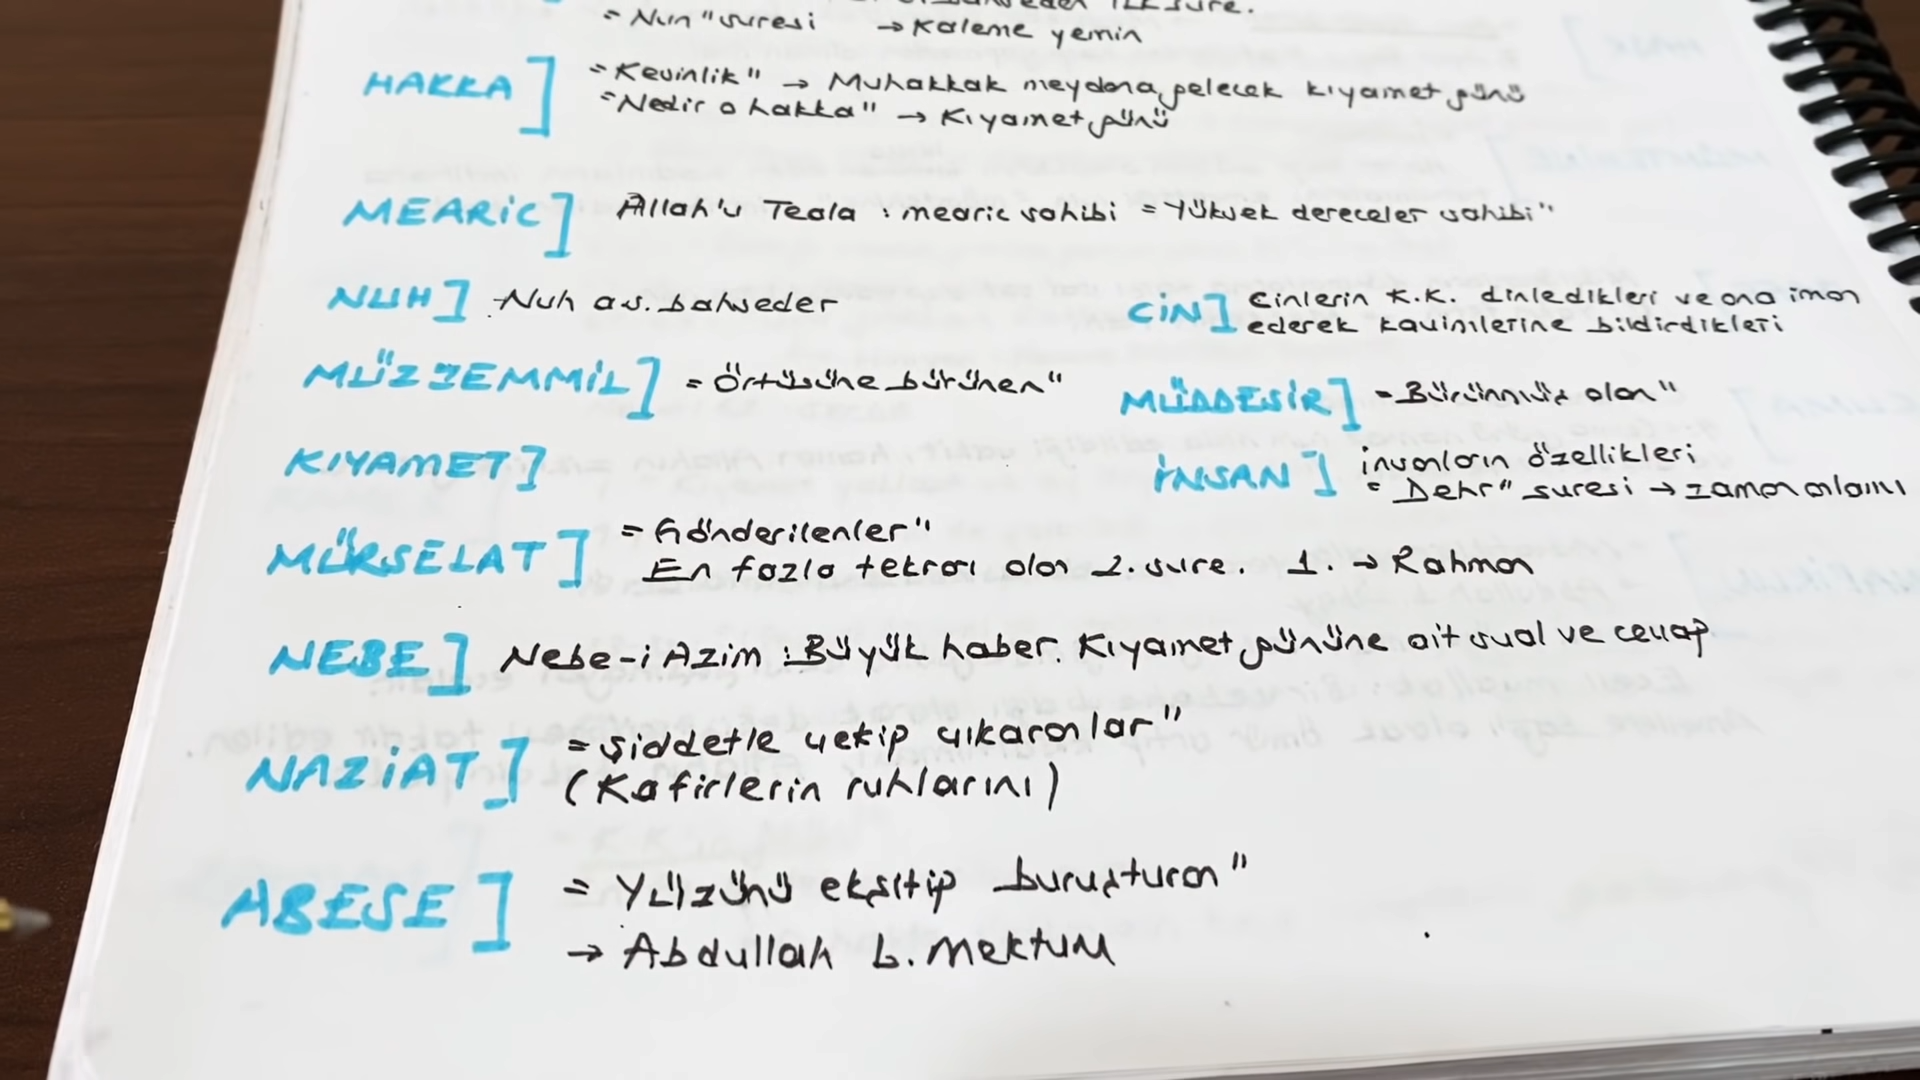 İLK sure.
"Nun" suresi → Kaleme yemin
HAKKA] "Kesinlik" → Muhakkak meydana gelecek kıyamet günü
"Nedir o hakka" → Kıyamet günü
MEARİC] Allah'u Teala : mearic sahibi "Yüksek dereceler sahibi"
NUH] Nuh a.s. bahseder
CİN] Cinlerin K.K. dinledikleri ve ona iman
ederek kavimlerine bildirdikleri
MÜZZEMMİL] "Örtüsüne bürünen"
MÜDDESİR] "Bürünmüş olan"
KIYAMET]
İNSAN] insanların özellikleri
"Dehr" suresi → zaman anlamı
MÜRSELAT] "Gönderilenler"
En fazla tekrarı olan 2. sure. 1. → Rahman
NEBE] Nebe-i Azim : Büyük haber. Kıyamet gününe ait sual ve cevap
NAZİAT] "Şiddetle çekip çıkaranlar"
(Kafirlerin ruhlarını)
ABESE] "Yüzünü ekşitip buruşturan"
→ Abdullah b. Mektum